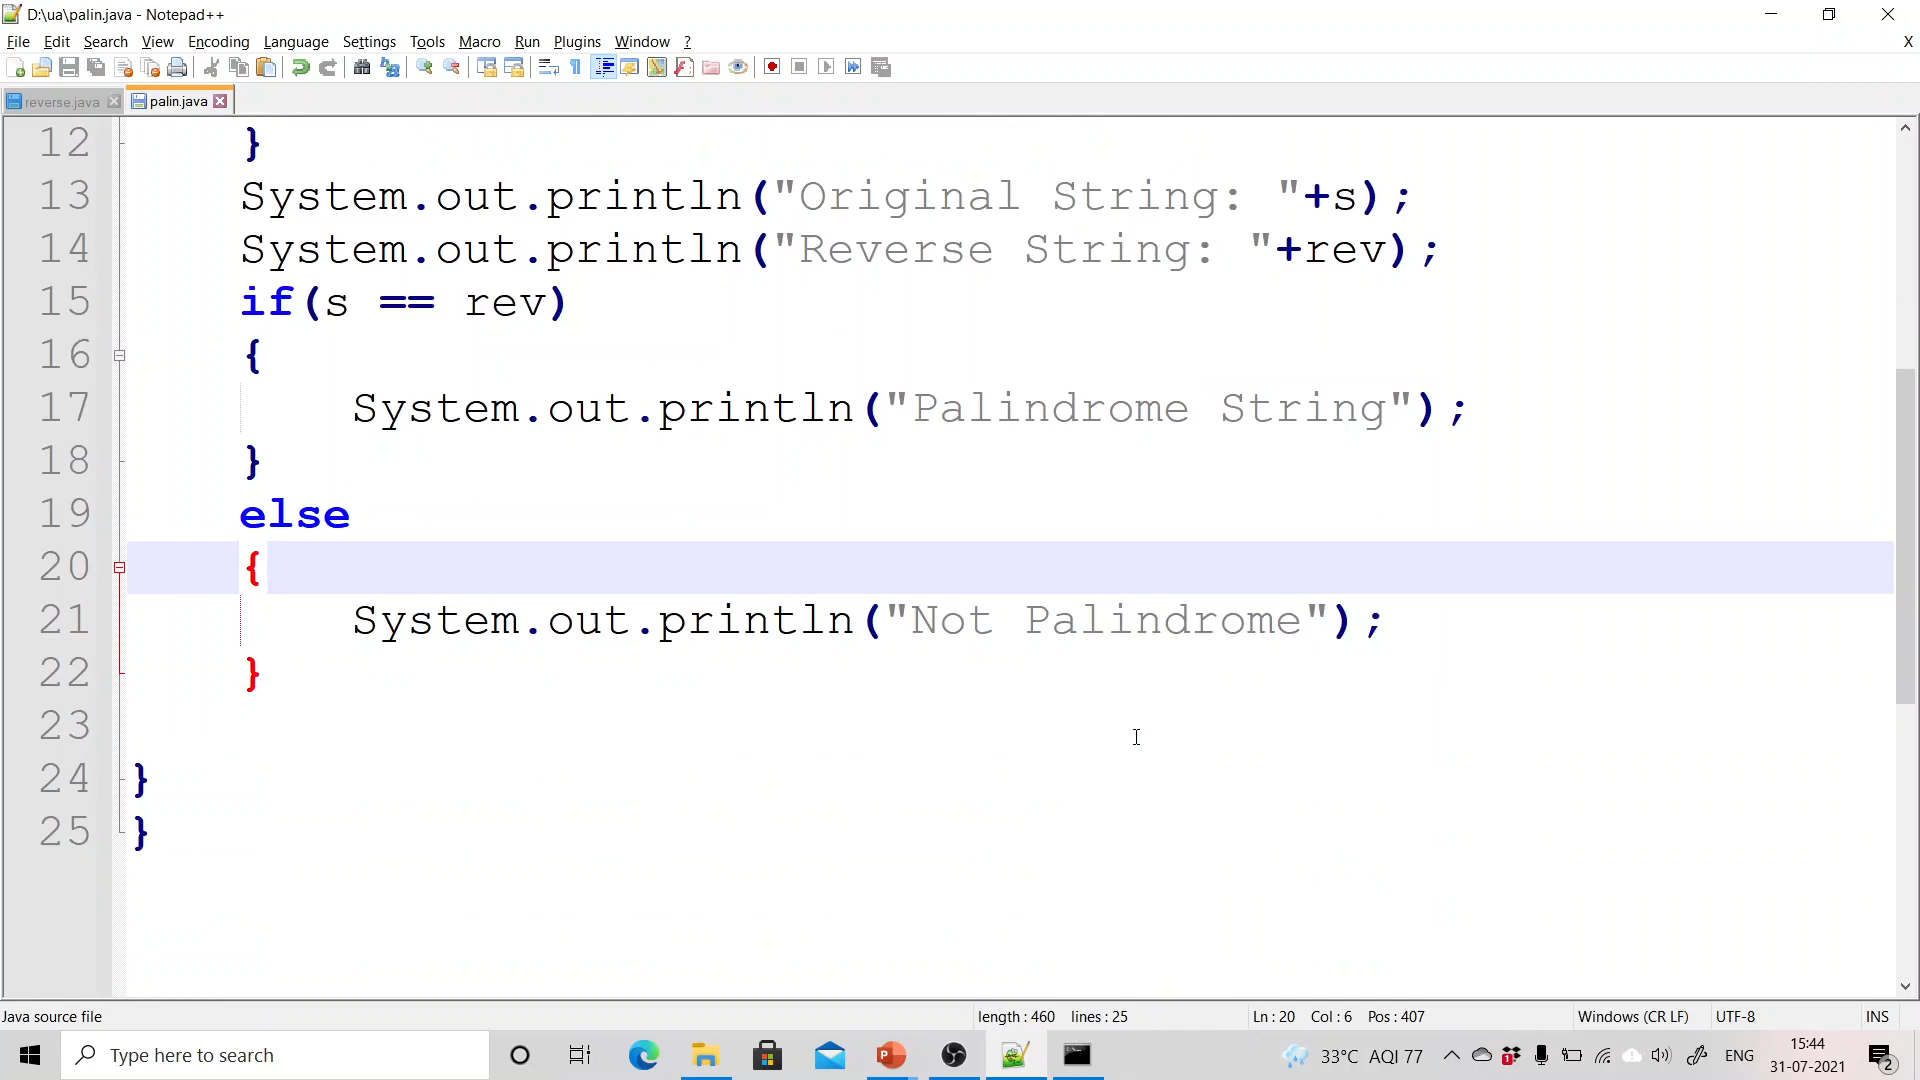 D:\ua\palin.java - Notepad++
File Edit Search View Encoding Language Settings Tools Macro Run Plugins Window ? X
reverse.java palin.java
12 }
13 System.out.println("Original String: "+s);
14 System.out.println("Reverse String: "+rev);
15 if(s == rev)
16 {
17 System.out.println("Palindrome String");
18 }
19 else
20 {
21 System.out.println("Not Palindrome");
22 }
23
24 }
25 }
Java source file length : 460 lines : 25 Ln : 20 Col : 6 Pos : 407 Windows (CR LF) UTF-8 INS
Type here to search 33°C AQI 77 ENG 15:44
31-07-2021 2